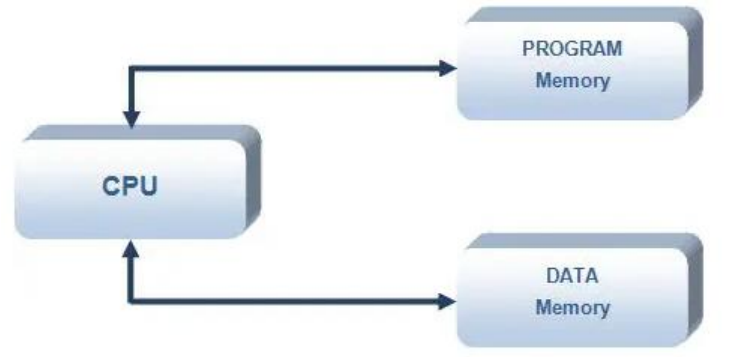 PROGRAM
Memory
CPU
DATA
Memory